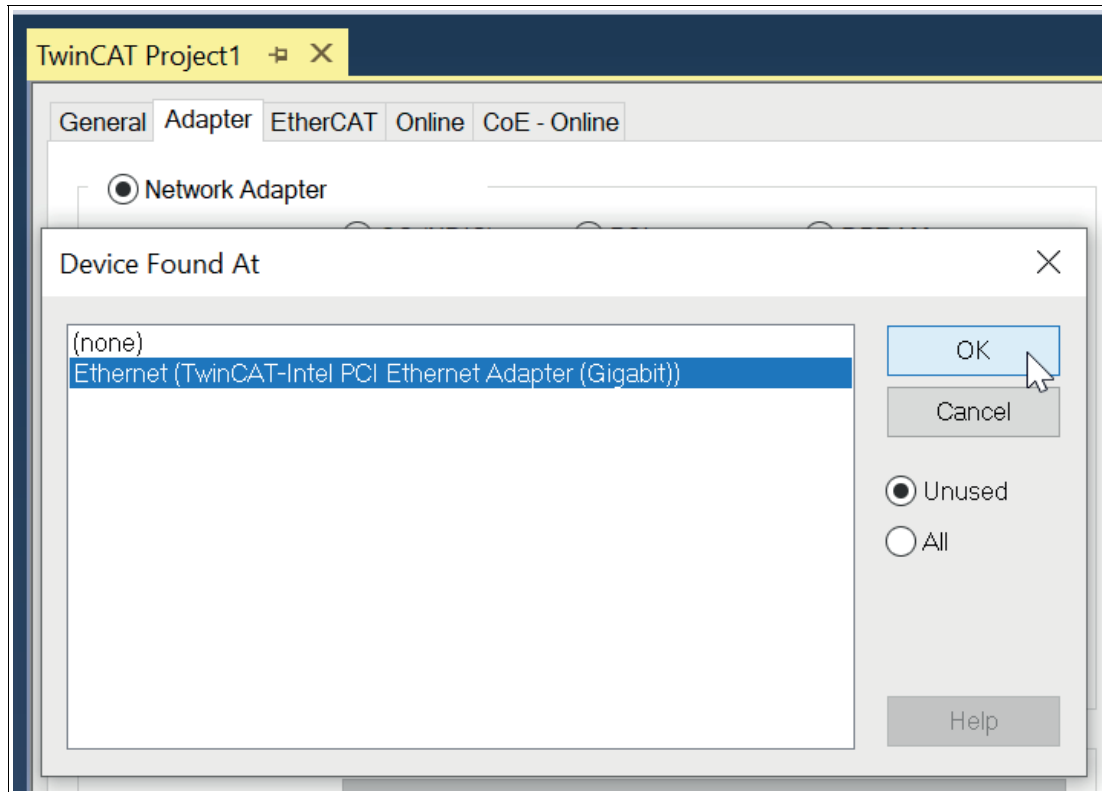 TwinCAT Project1
General Adapter EtherCAT Online CoE - Online
Network Adapter
Device Found At
(none)
Ethernet (TwinCAT-Intel PCI Ethernet Adapter (Gigabit))
OK
Cancel
Unused
All
Help